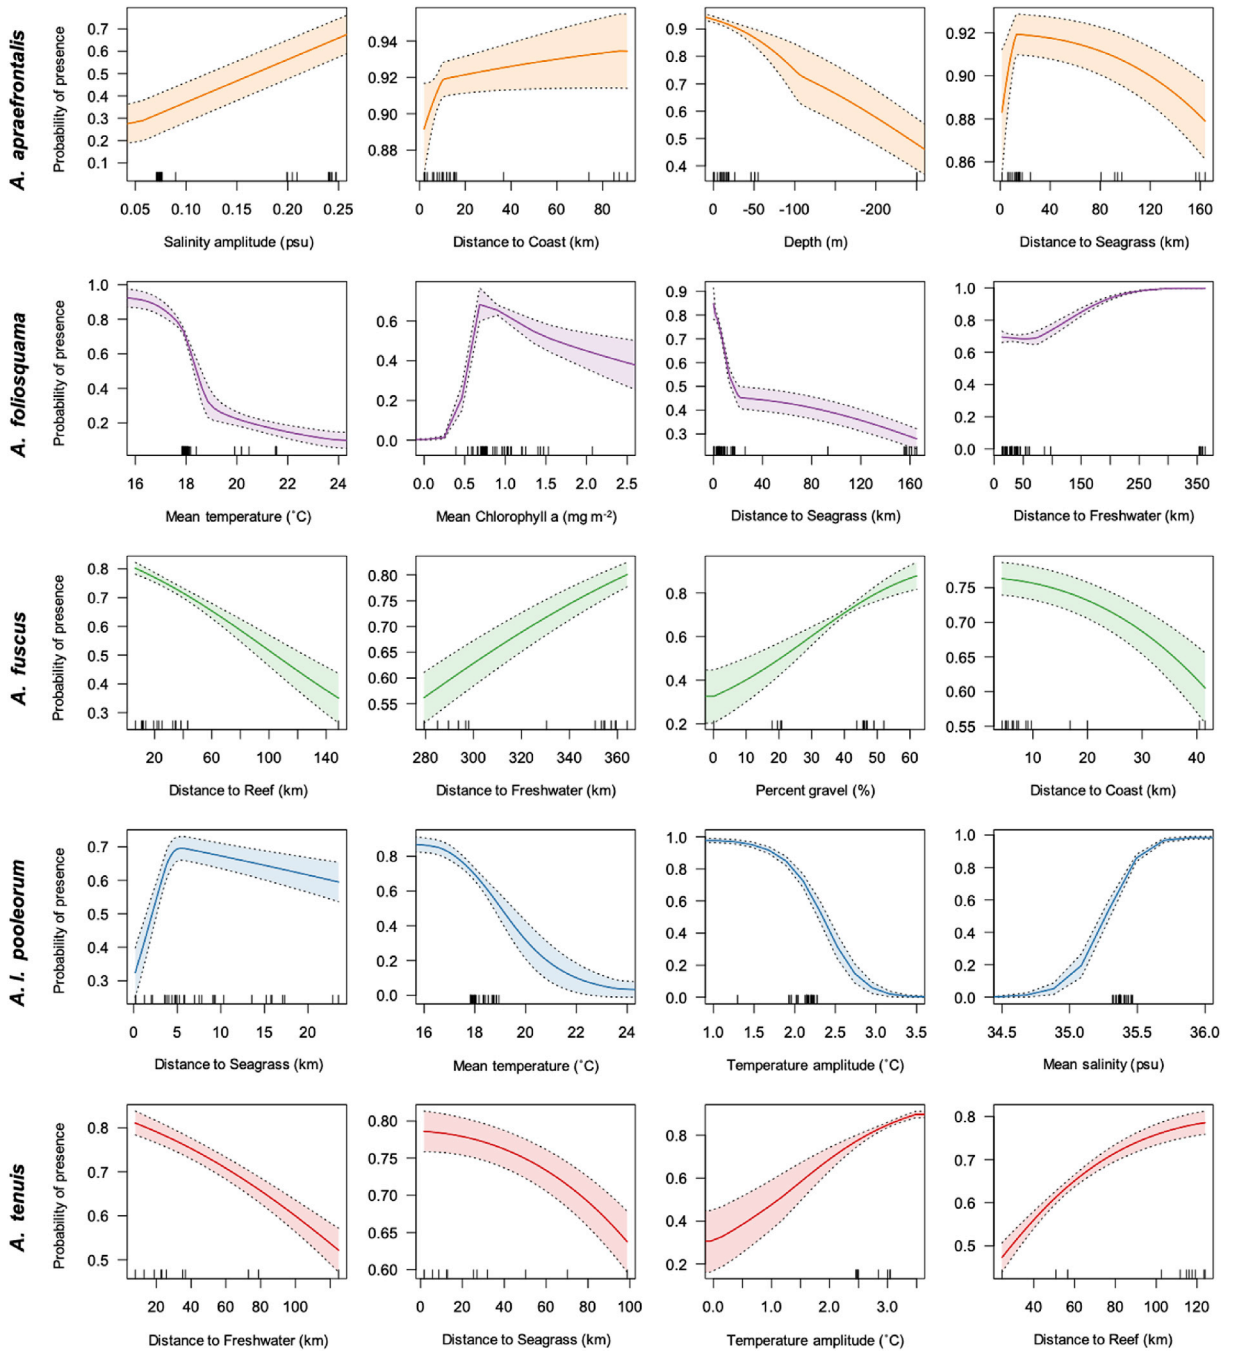 A. apraefrontalis
Probability of presence
0.7
0.6
0.5
0.4
0.3
0.2
0.1
0.05 0.10 0.15 0.20 0.25
Salinity amplitude (psu)
0.94
0.92
0.90
0.88
0 20 40 60 80
Distance to Coast (km)
0.9
0.8
0.7
0.6
0.5
0.4
0 -50 -100 -200
Depth (m)
0.92
0.90
0.88
0.86
0 40 80 120 160
Distance to Seagrass (km)
A. foliosquama
Probability of presence
1.0
0.8
0.6
0.4
0.2
16 18 20 22 24
Mean temperature (˚C)
0.6
0.4
0.2
0.0
0.0 0.5 1.0 1.5 2.0 2.5
Mean Chlorophyll a (mg m-2)
0.9
0.8
0.7
0.6
0.5
0.4
0.3
0 40 80 120 160
Distance to Seagrass (km)
1.0
0.8
0.6
0.4
0.2
0.0
0 50 150 250 350
Distance to Freshwater (km)
A. fuscus
Probability of presence
0.8
0.7
0.6
0.5
0.4
0.3
20 60 100 140
Distance to Reef (km)
0.80
0.75
0.70
0.65
0.60
0.55
280 300 320 340 360
Distance to Freshwater (km)
0.8
0.6
0.4
0.2
0 10 20 30 40 50 60
Percent gravel (%)
0.75
0.70
0.65
0.60
0.55
10 20 30 40
Distance to Coast (km)
A. l. pooleorum
Probability of presence
0.7
0.6
0.5
0.4
0.3
0 5 10 15 20
Distance to Seagrass (km)
0.8
0.6
0.4
0.2
0.0
16 18 20 22 24
Mean temperature (˚C)
1.0
0.8
0.6
0.4
0.2
0.0
1.0 1.5 2.0 2.5 3.0 3.5
Temperature amplitude (˚C)
1.0
0.8
0.6
0.4
0.2
0.0
34.5 35.0 35.5 36.0
Mean salinity (psu)
A. tenuis
Probability of presence
0.8
0.7
0.6
0.5
20 40 60 80 100
Distance to Freshwater (km)
0.80
0.75
0.70
0.65
0.60
0 20 40 60 80 100
Distance to Seagrass (km)
0.8
0.6
0.4
0.2
0.0 1.0 2.0 3.0
Temperature amplitude (˚C)
0.8
0.7
0.6
0.5
40 60 80 100 120
Distance to Reef (km)